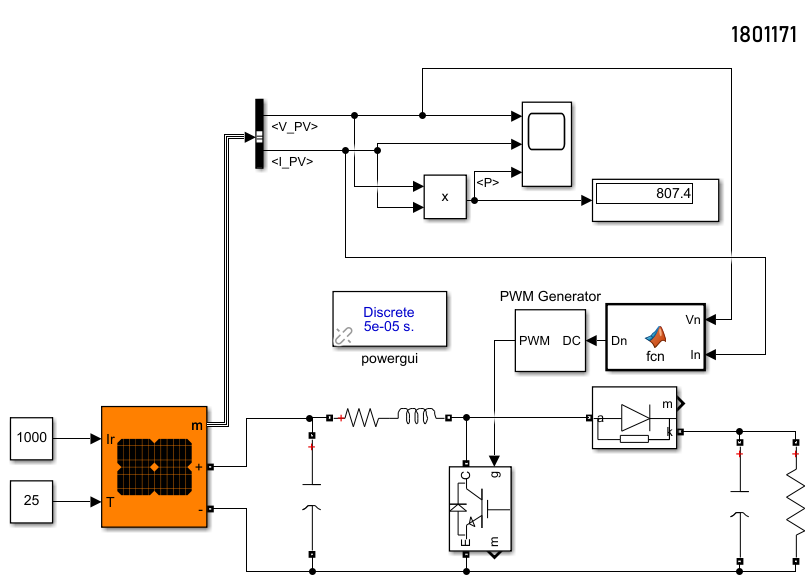 1801171
<V_PV>
<I_PV>
x
<P>
807.4
Discrete
5e-05 s.
powergui
PWM Generator
PWM
DC
Dn
Vn
fcn
In
1000
25
Ir
T
m
+
-
+
+
C
g
E
m
a
m
k
+
+